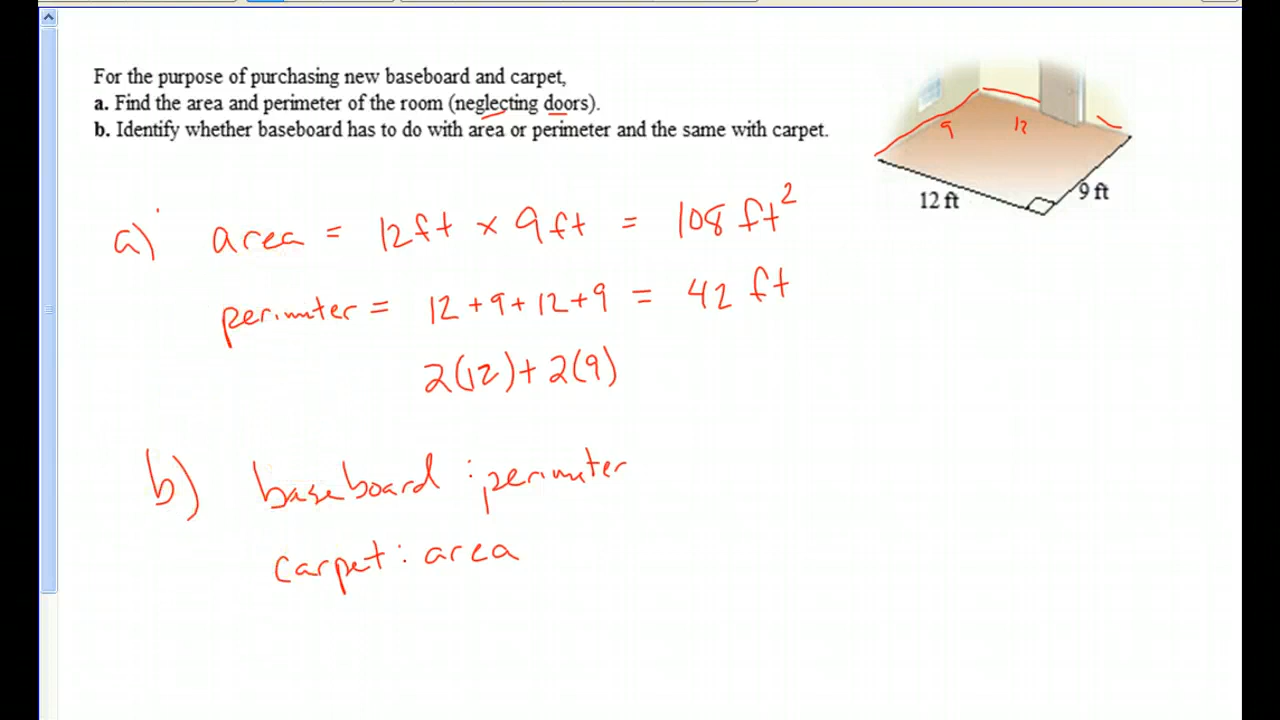 For the purpose of purchasing new baseboard and carpet,
a. Find the area and perimeter of the room (neglecting doors).
b. Identify whether baseboard has to do with area or perimeter and the same with carpet.
9
12
12 ft
9 ft
a) area = 12ft × 9ft = 108 ft²
perimeter = 12 + 9 + 12 + 9 = 42 ft
2(12) + 2(9)
b) baseboard : perimeter
carpet : area